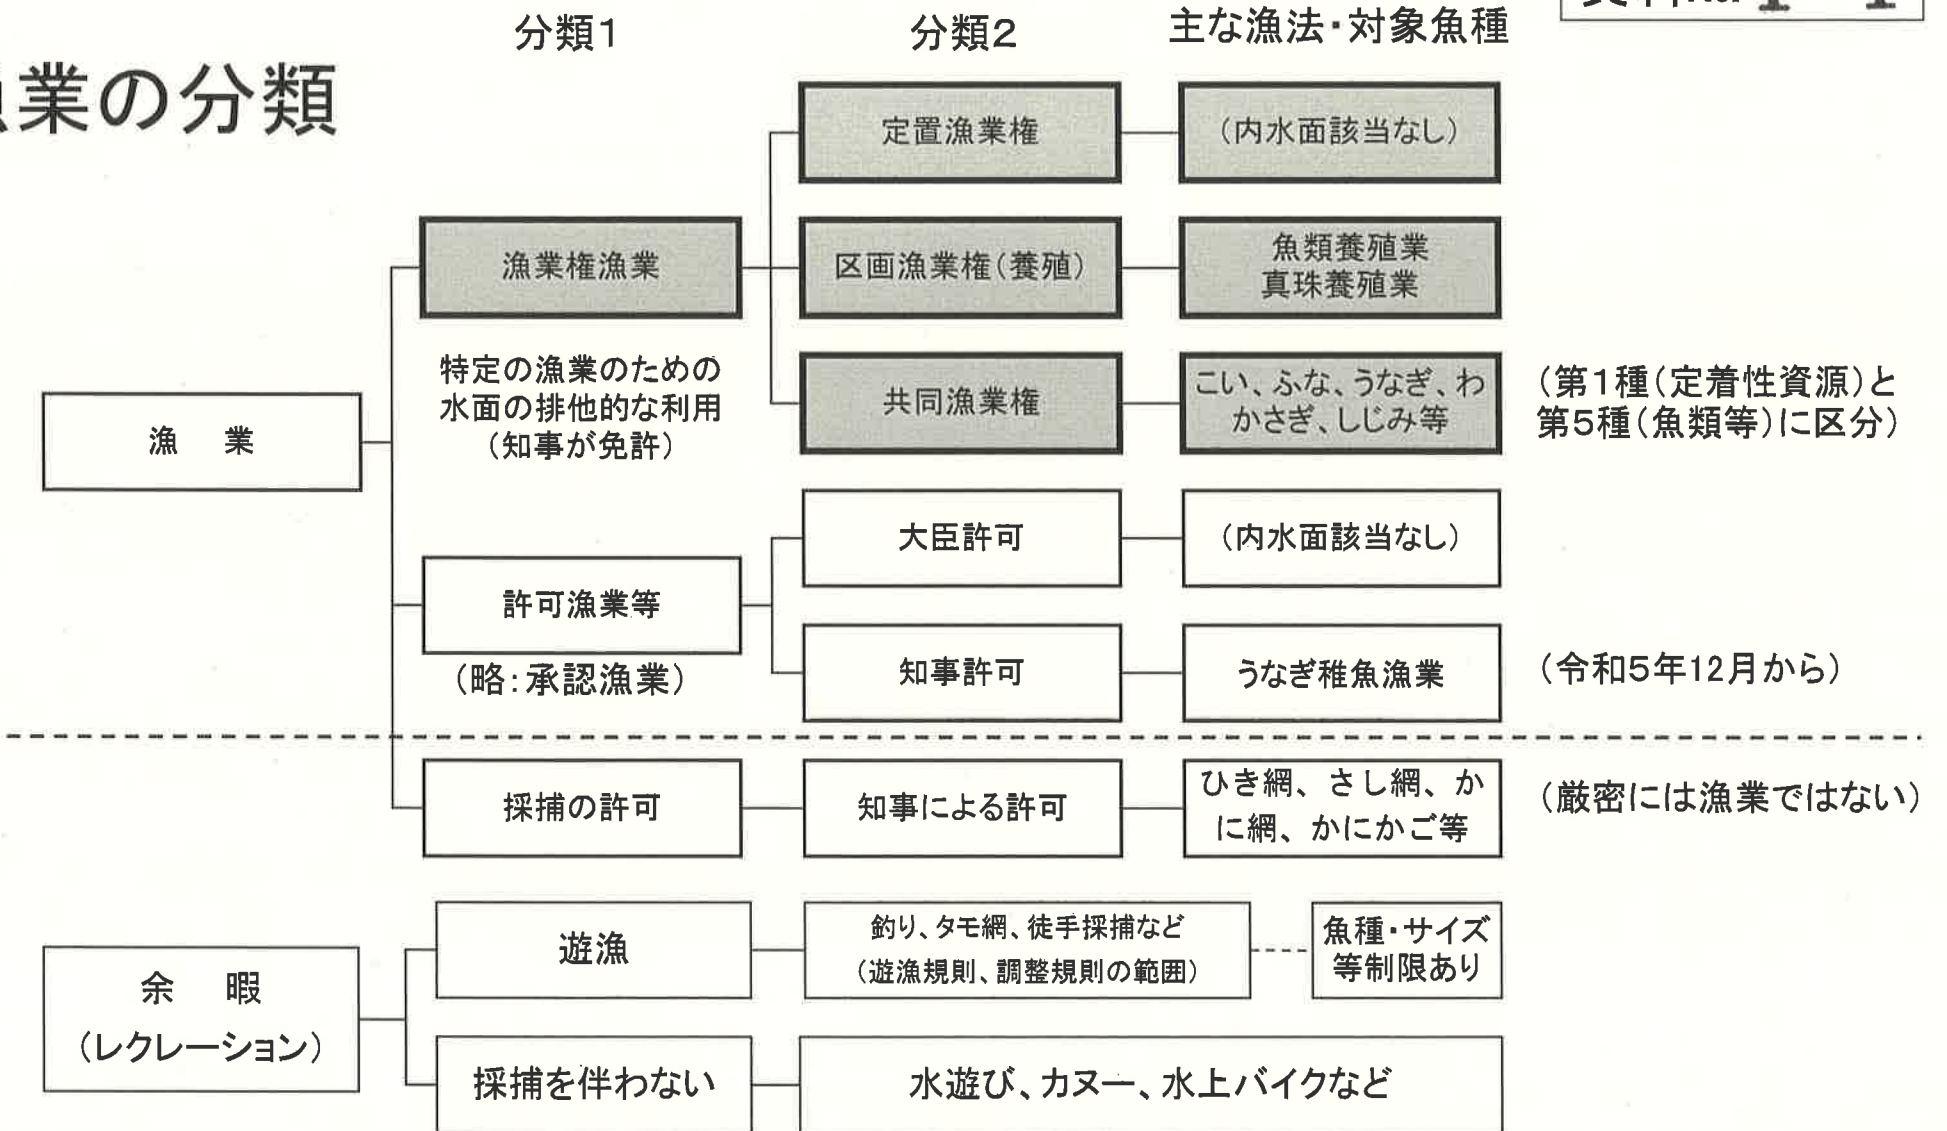 分類1
分類2
主な漁法・対象魚種
業の分類
定置漁業権
(内水面該当なし)
漁業権漁業
区画漁業権(養殖)
魚類養殖業
真珠養殖業
特定の漁業のための
水面の排他的な利用
(知事が免許)
共同漁業権
こい、ふな、うなぎ、わ
かさぎ、しじみ等
(第1種(定着性資源)と
第5種(魚類等)に区分)
漁 業
大臣許可
(内水面該当なし)
許可漁業等
(略:承認漁業)
知事許可
うなぎ稚魚漁業
(令和5年12月から)
採捕の許可
知事による許可
ひき網、さし網、か
に網、かにかご等
(厳密には漁業ではない)
余 暇
(レクレーション)
遊漁
釣り、タモ網、徒手採捕など
(遊漁規則、調整規則の範囲)
魚種・サイズ
等制限あり
採捕を伴わない
水遊び、カヌー、水上バイクなど